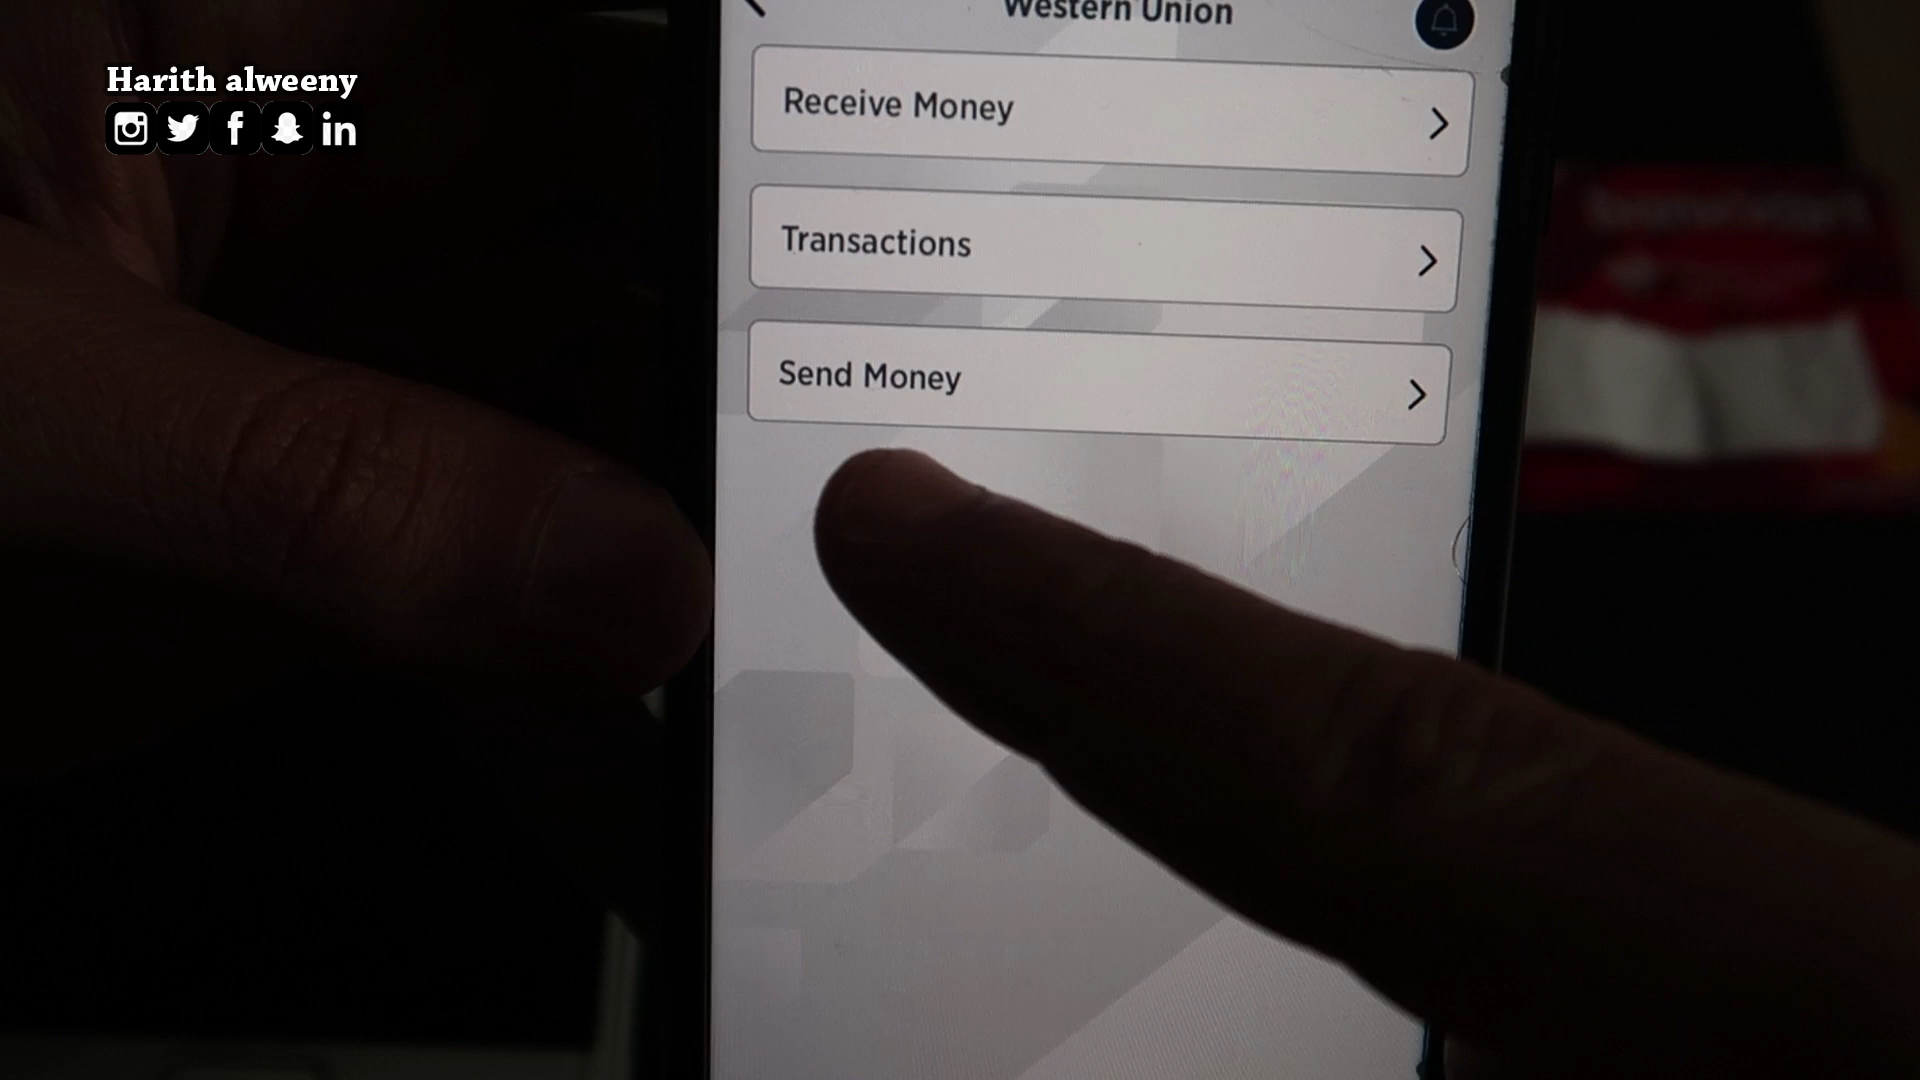 Harith alweeny
Western Union
Receive Money
Transactions
Send Money